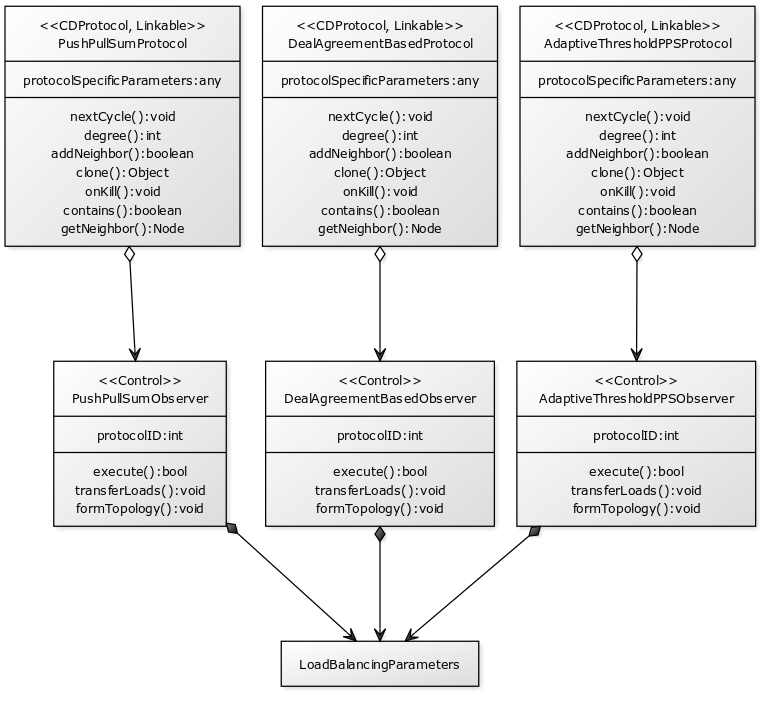 <<CDProtocol, Linkable>>
PushPullSumProtocol
protocolSpecificParameters:any
nextCycle():void
degree():int
addNeighbor():boolean
clone():Object
onKill():void
contains():boolean
getNeighbor():Node
<<CDProtocol, Linkable>>
DealAgreementBasedProtocol
protocolSpecificParameters:any
nextCycle():void
degree():int
addNeighbor():boolean
clone():Object
onKill():void
contains():boolean
getNeighbor():Node
<<CDProtocol, Linkable>>
AdaptiveThresholdPPSProtocol
protocolSpecificParameters:any
nextCycle():void
degree():int
addNeighbor():boolean
clone():Object
onKill():void
contains():boolean
getNeighbor():Node
<<Control>>
PushPullSumObserver
protocolID:int
execute():bool
transferLoads():void
formTopology():void
<<Control>>
DealAgreementBasedObserver
protocolID:int
execute():bool
transferLoads():void
formTopology():void
<<Control>>
AdaptiveThresholdPPSObserver
protocolID:int
execute():bool
transferLoads():void
formTopology():void
LoadBalancingParameters